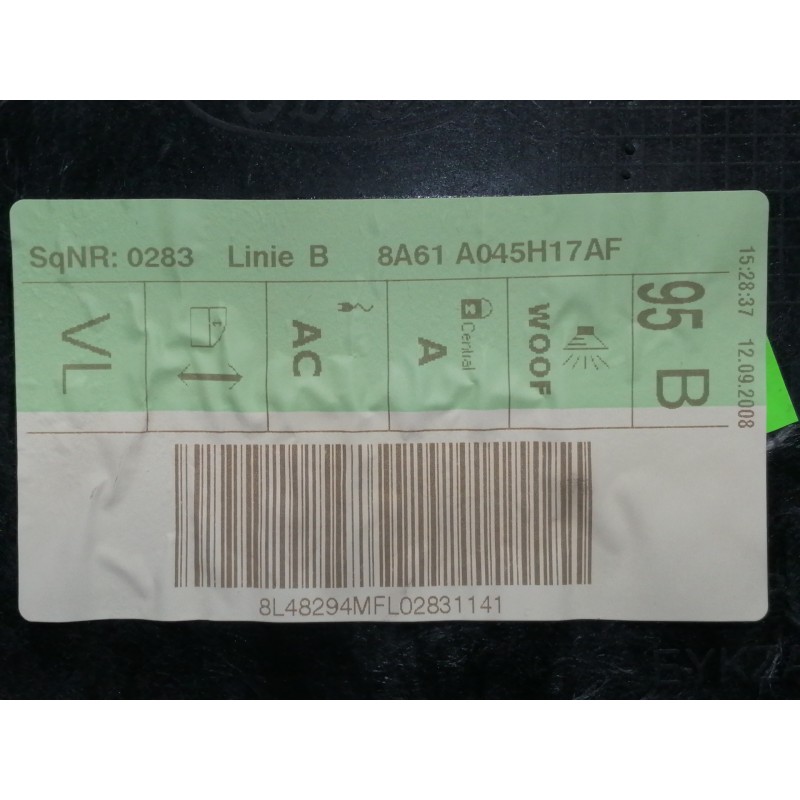 SqNR: 0283 Linie B 8A61 A045H17AF
VL
AC
Central
A
WOOF
95
B
15:28:37 12.09.2008
8L48294MFL02831141